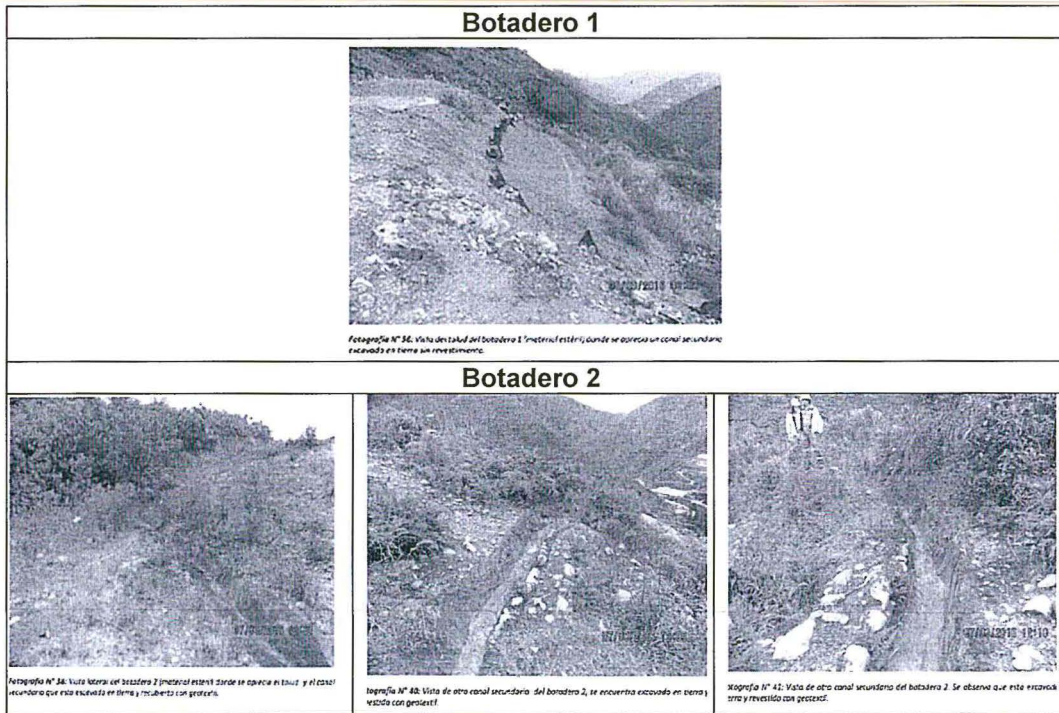 Botadero 1
Fotografía N° 36: Vista del talud del botadero 1 (material estéril) donde se aprecia un canal secundario
excavado en tierra sin revestimiento.
Botadero 2
Fotografía N° 38: Vista lateral del botadero 2 (material estéril) donde se aprecia el talud y el canal
secundario que esta excavado en tierra y recubierto con geotextil.
tografía N° 40: Vista de otro canal secundario del botadero 2, se encuentra excavado en tierra y
estido con geotextil.
tografía N° 41: Vista de otro canal secundario del botadero 2. Se observa que esta excavado
erra y revestido con geotextil.